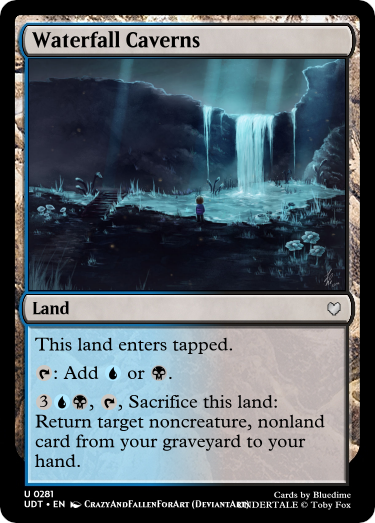 Waterfall Caverns
Land
This land enters tapped.
: Add or .
3 , , Sacrifice this land:
Return target noncreature, nonland
card from your graveyard to your
hand.
U 0281
Cards by Bluedime
UDT • EN CrazyAndFallenForArt (DeviantArt)
UNDERTALE © Toby Fox